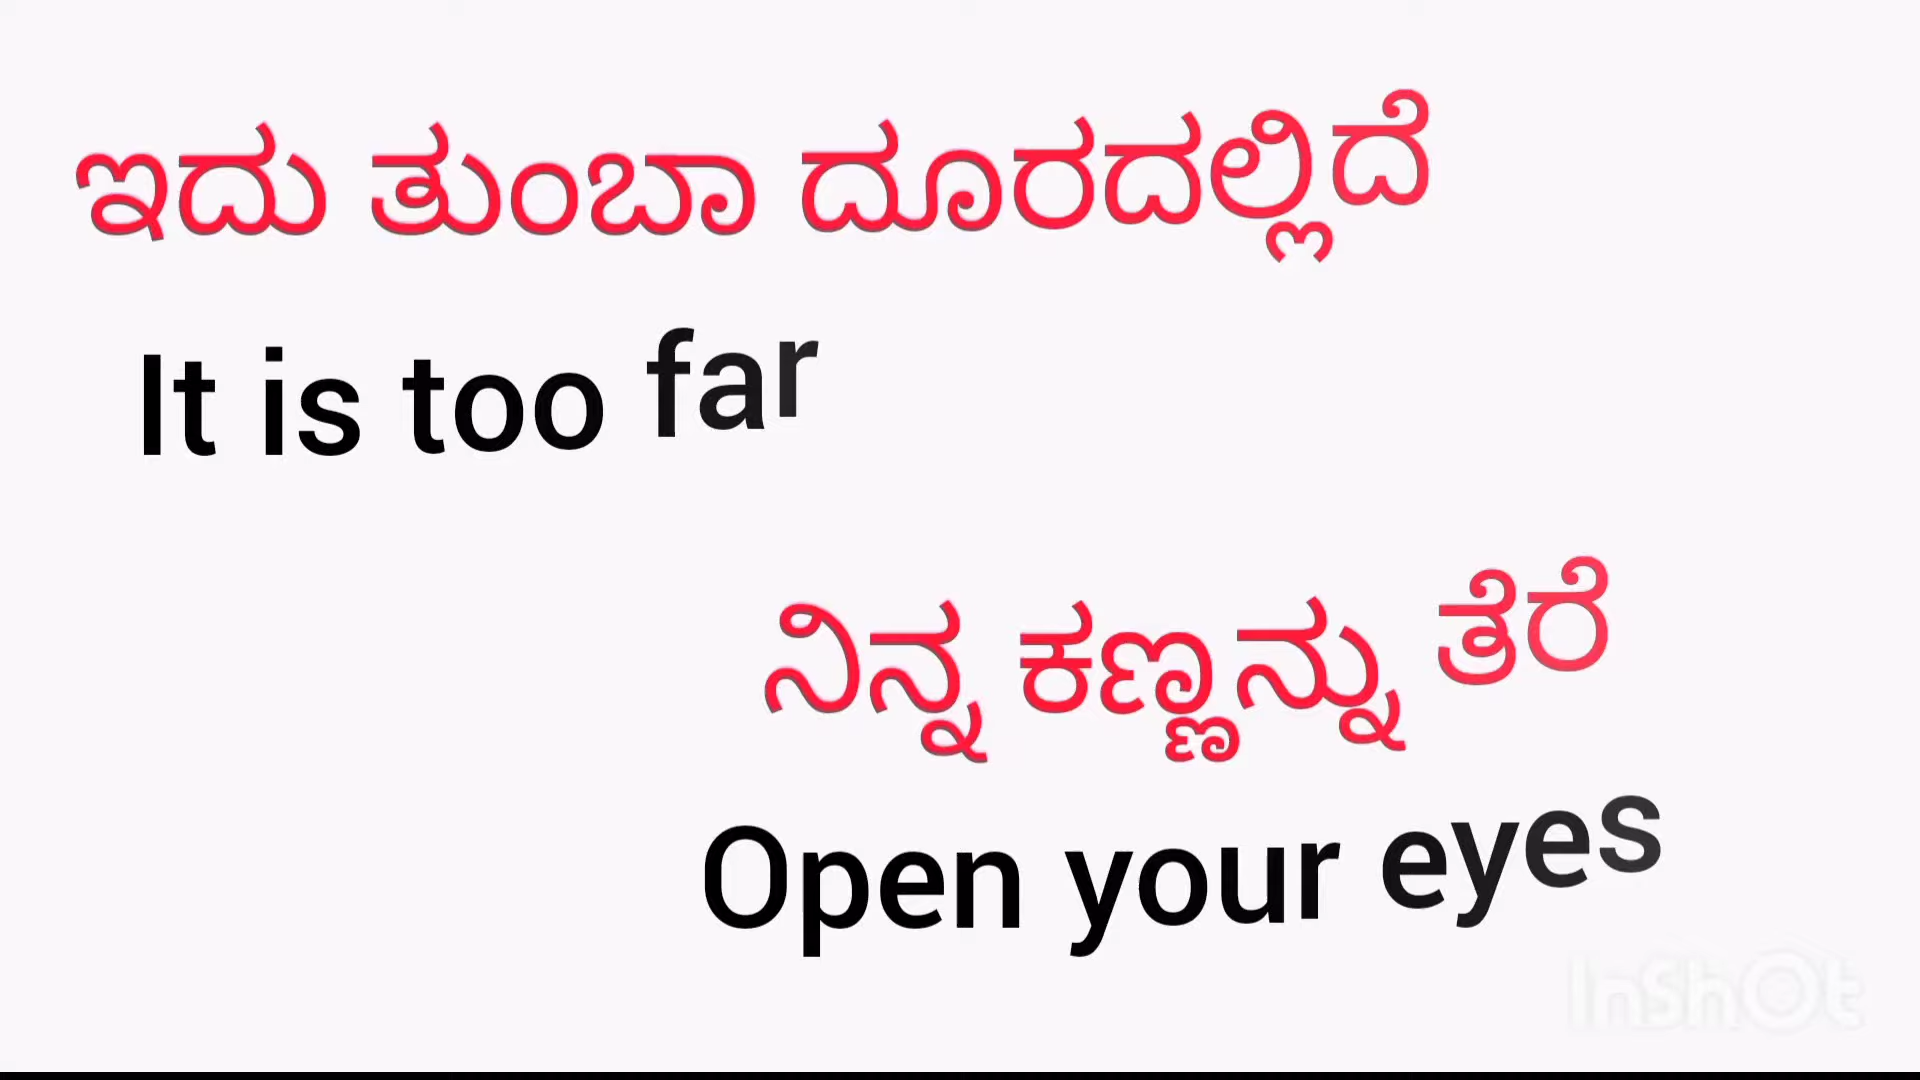 ಇದು ತುಂಬಾ ದೂರದಲ್ಲಿದೆ
It is too far
ನಿನ್ನ ಕಣ್ಣನ್ನು ತೆರೆ
Open your eyes
InShOt